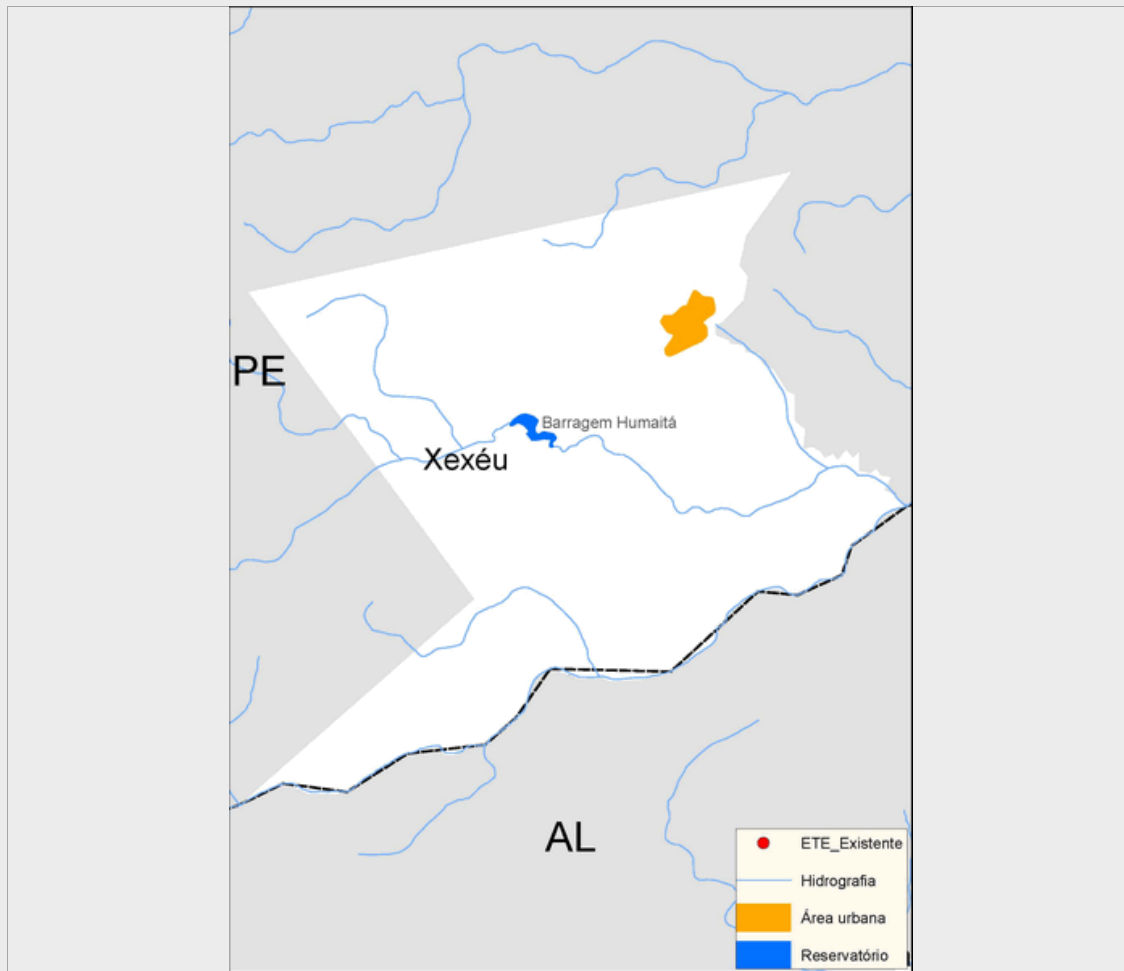 PE
Barragem Humaitá
Xexéu
AL
ETE_Existente
Hidrografia
Área urbana
Reservatório